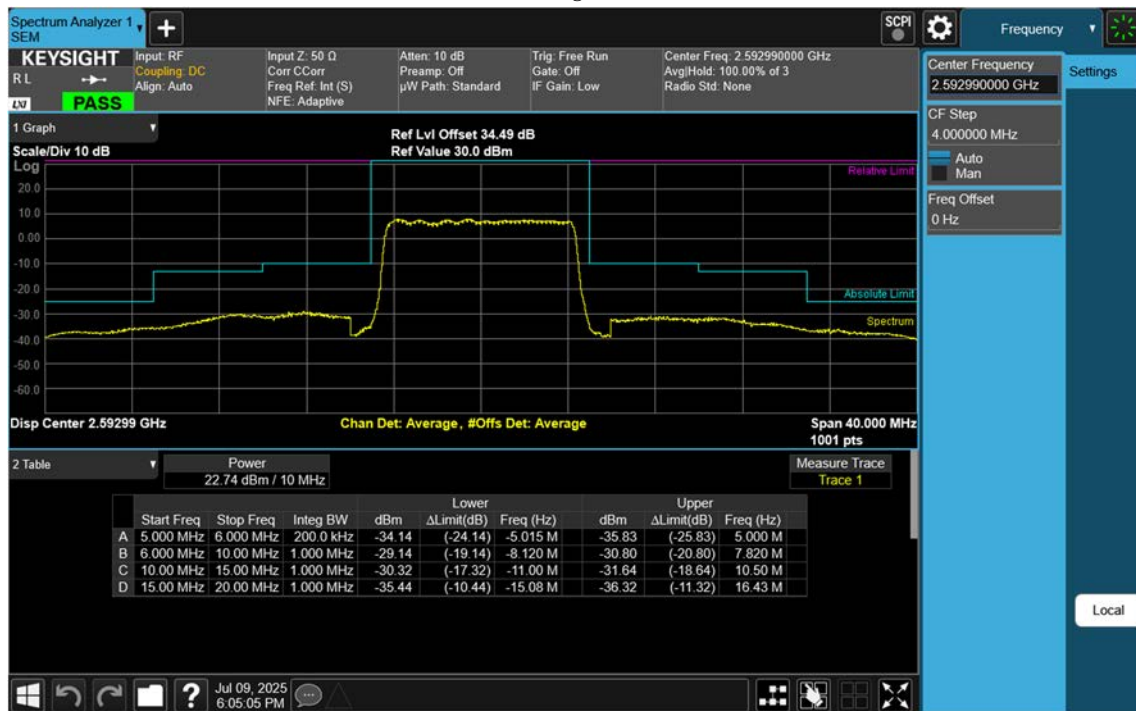 Spectrum Analyzer 1
SEM
SCPI
Frequency
KEYSIGHT
R L
LXI
PASS
Input: RF
Coupling: DC
Align: Auto
Input Z: 50 Ω
Corr CCorr
Freq Ref: Int (S)
NFE: Adaptive
Atten: 10 dB
Preamp: Off
µW Path: Standard
Trig: Free Run
Gate: Off
IF Gain: Low
Center Freq: 2.592990000 GHz
Avg|Hold: 100.00% of 3
Radio Std: None
Center Frequency
2.592990000 GHz
Settings
CF Step
4.000000 MHz
Auto
Man
Freq Offset
0 Hz
1 Graph
Scale/Div 10 dB
Ref Lvl Offset 34.49 dB
Ref Value 30.0 dBm
Log
Relative Limit
20.0
10.0
0.00
-10.0
-20.0
-30.0
-40.0
-50.0
-60.0
Absolute Limit
Spectrum
Disp Center 2.59299 GHz
Chan Det: Average, #Offs Det: Average
Span 40.000 MHz
1001 pts
2 Table
Power
22.74 dBm / 10 MHz
Measure Trace
Trace 1
Lower Upper
Start Freq Stop Freq Integ BW dBm ΔLimit(dB) Freq (Hz) dBm ΔLimit(dB) Freq (Hz)
A 5.000 MHz 6.000 MHz 200.0 kHz -34.14 (-24.14) -5.015 M -35.83 (-25.83) 5.000 M
B 6.000 MHz 10.00 MHz 1.000 MHz -29.14 (-19.14) -8.120 M -30.80 (-20.80) 7.820 M
C 10.00 MHz 15.00 MHz 1.000 MHz -30.32 (-17.32) -11.00 M -31.64 (-18.64) 10.50 M
D 15.00 MHz 20.00 MHz 1.000 MHz -35.44 (-10.44) -15.08 M -36.32 (-11.32) 16.43 M
Local
?
Jul 09, 2025
6:05:05 PM